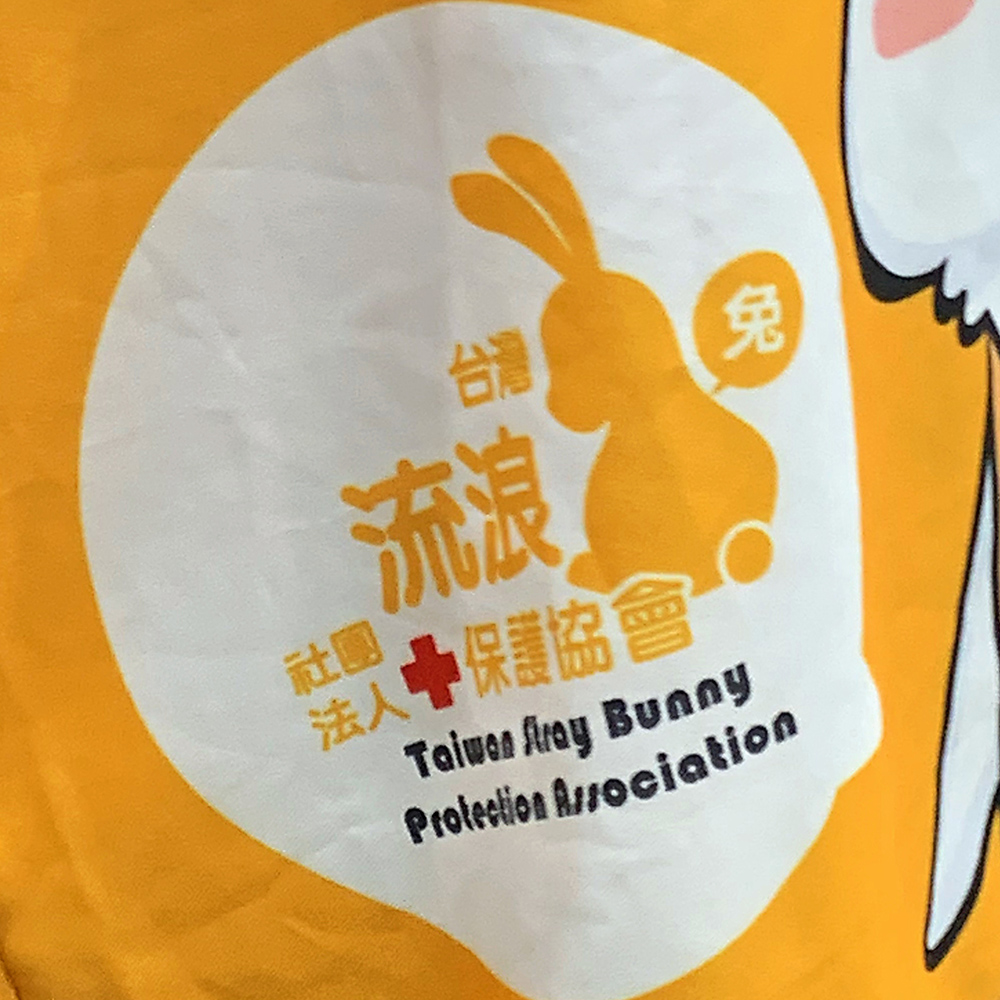 台灣
流浪
兔
社團
法人
保護協會
Taiwan Stray Bunny
Protection Association